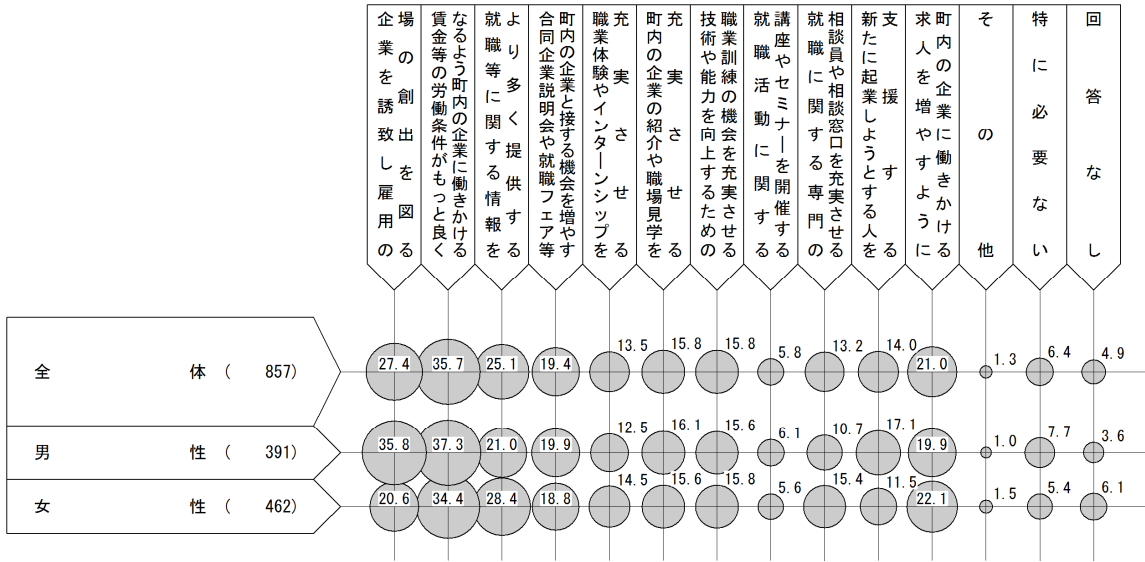 企業を誘致し雇用の
場の創出を図る
賃金等の労働条件がもっと良く
なるよう町内の企業に働きかける
就職等に関する情報を
より多く提供する
合同企業説明会や就職フェア等
町内の企業と接する機会を増やす
職業体験やインターンシップを
充実させる
町内の企業の紹介や職場見学を
充実させる
技術や能力を向上するための
職業訓練の機会を充実させる
就職活動に関する
講座やセミナーを開催する
就職に関する専門の
相談員や相談窓口を充実させる
新たに起業しようとする人を
支援する
求人を増やすように
町内の企業に働きかける
その他
特に必要ない
回答なし
全体(857) 27.4 35.7 25.1 19.4 13.5 15.8 15.8 5.8 13.2 14.0 21.0 1.3 6.4 4.9
男性(391) 35.8 37.3 21.0 19.9 12.5 16.1 15.6 6.1 10.7 17.1 19.9 1.0 7.7 3.6
女性(462) 20.6 34.4 28.4 18.8 14.5 15.6 15.8 5.6 15.4 11.5 22.1 1.5 5.4 6.1